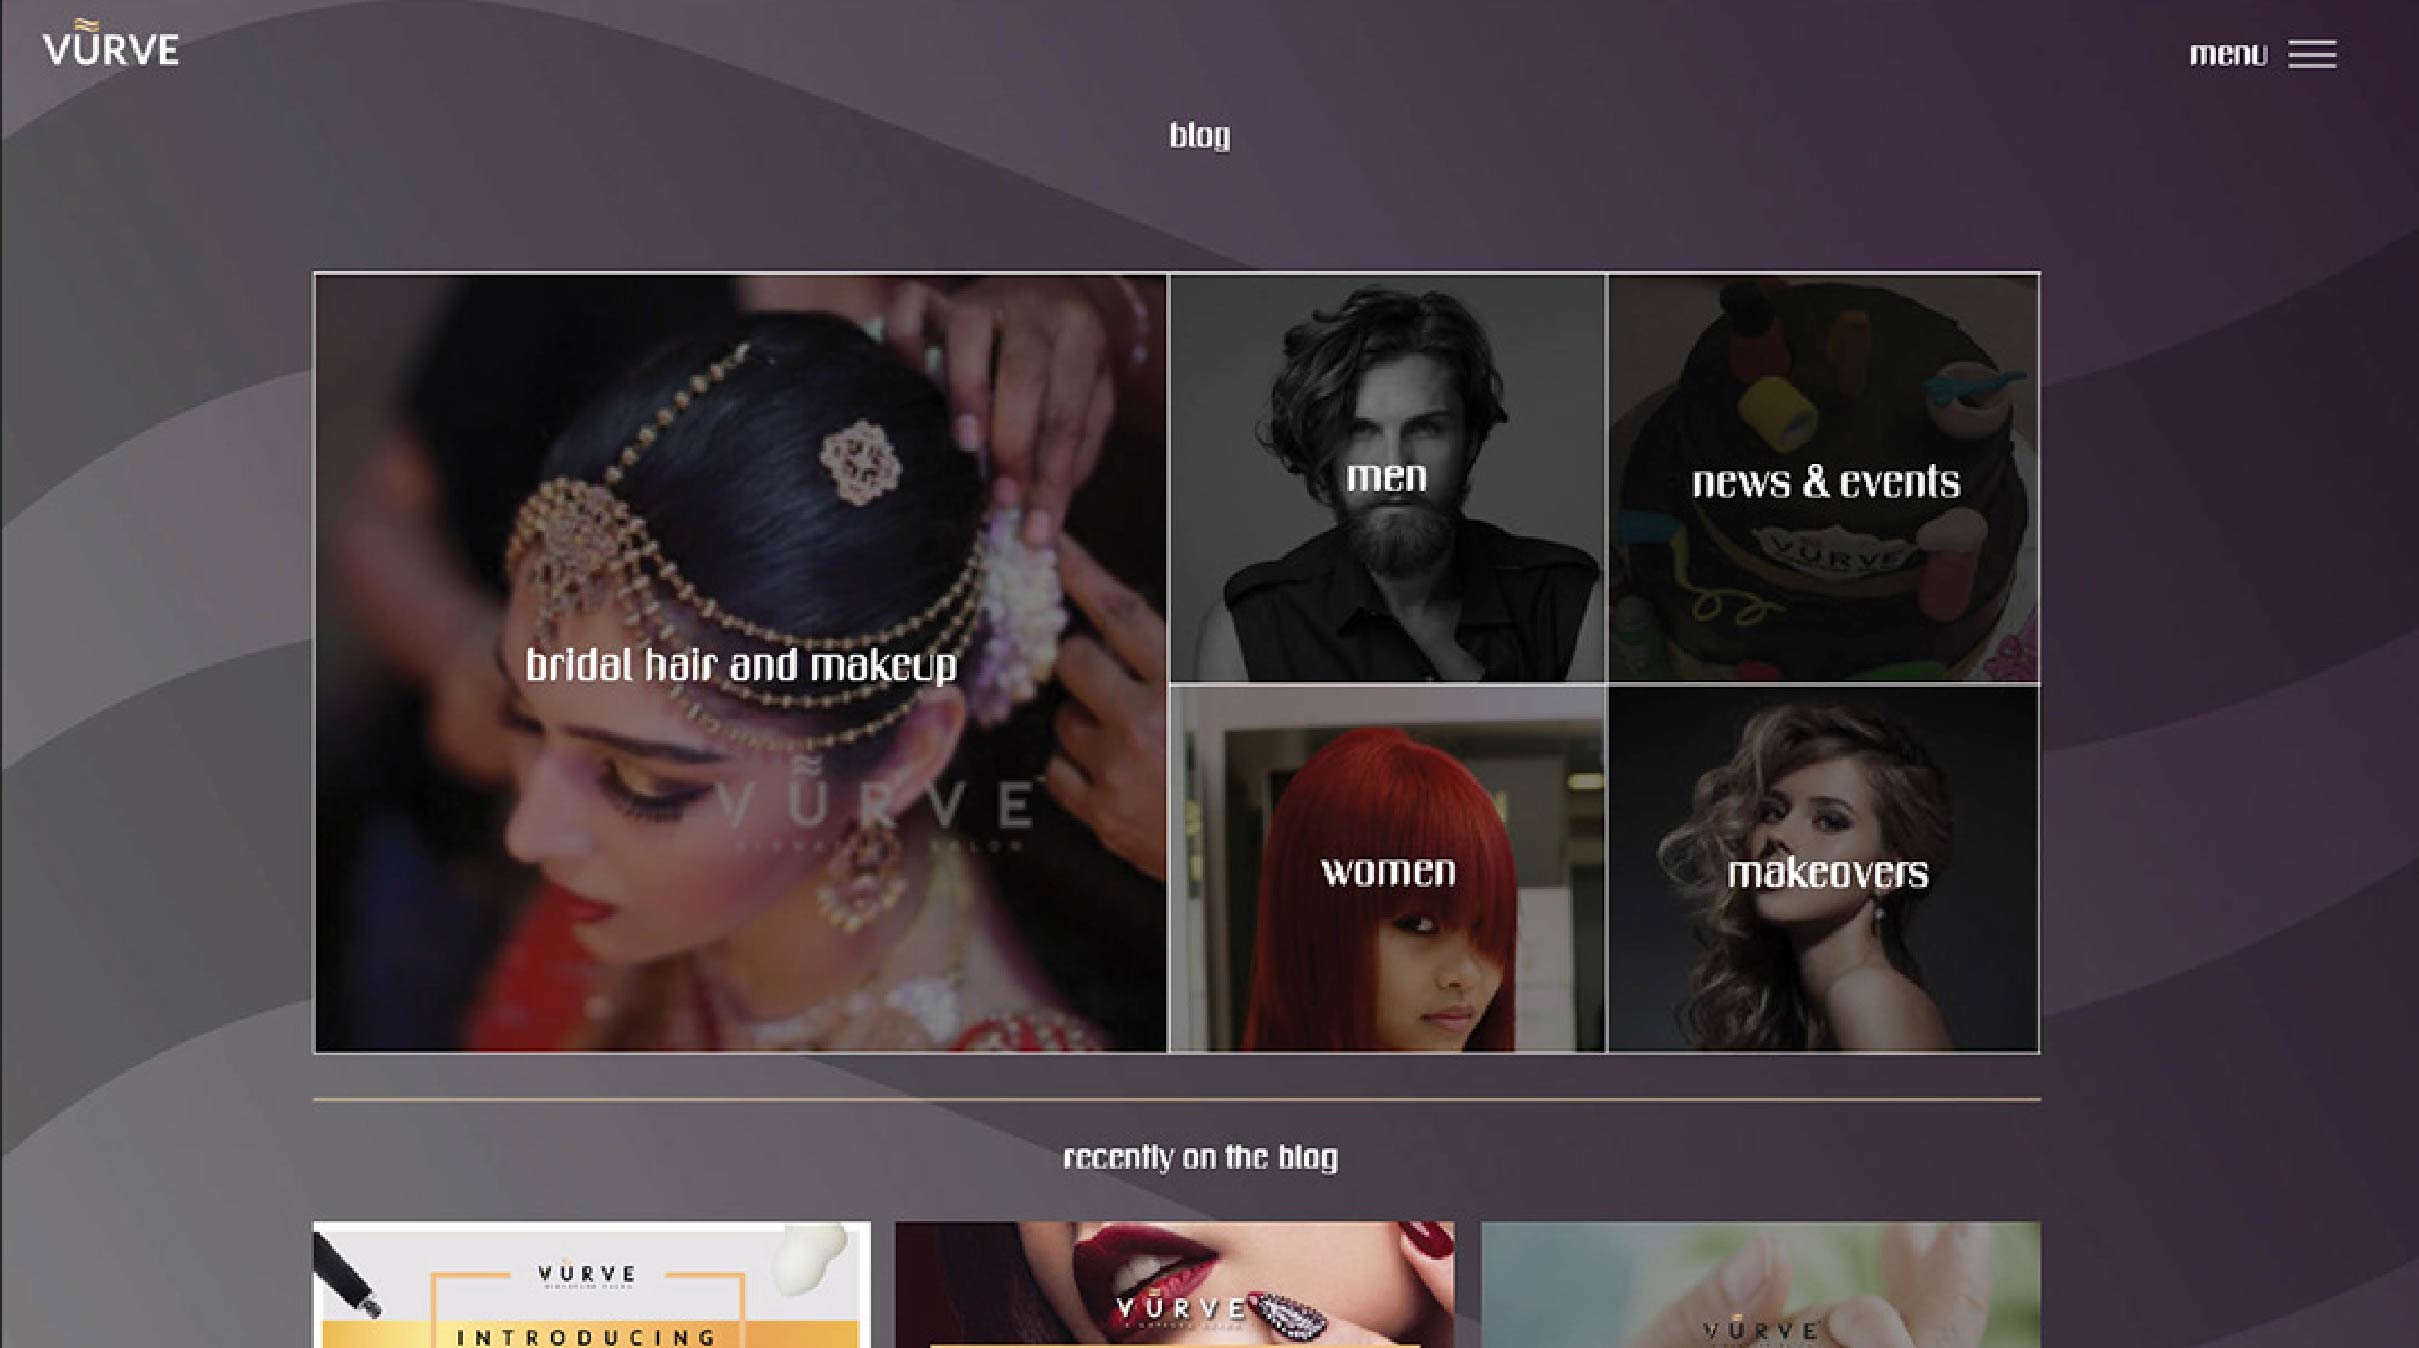 VURVE
menu
blog
bridal hair and makeup
men
news & events
VURVE
VURVE
women
makeovers
recently on the blog
VURVE
INTRODUCING
VURVE
VURVE